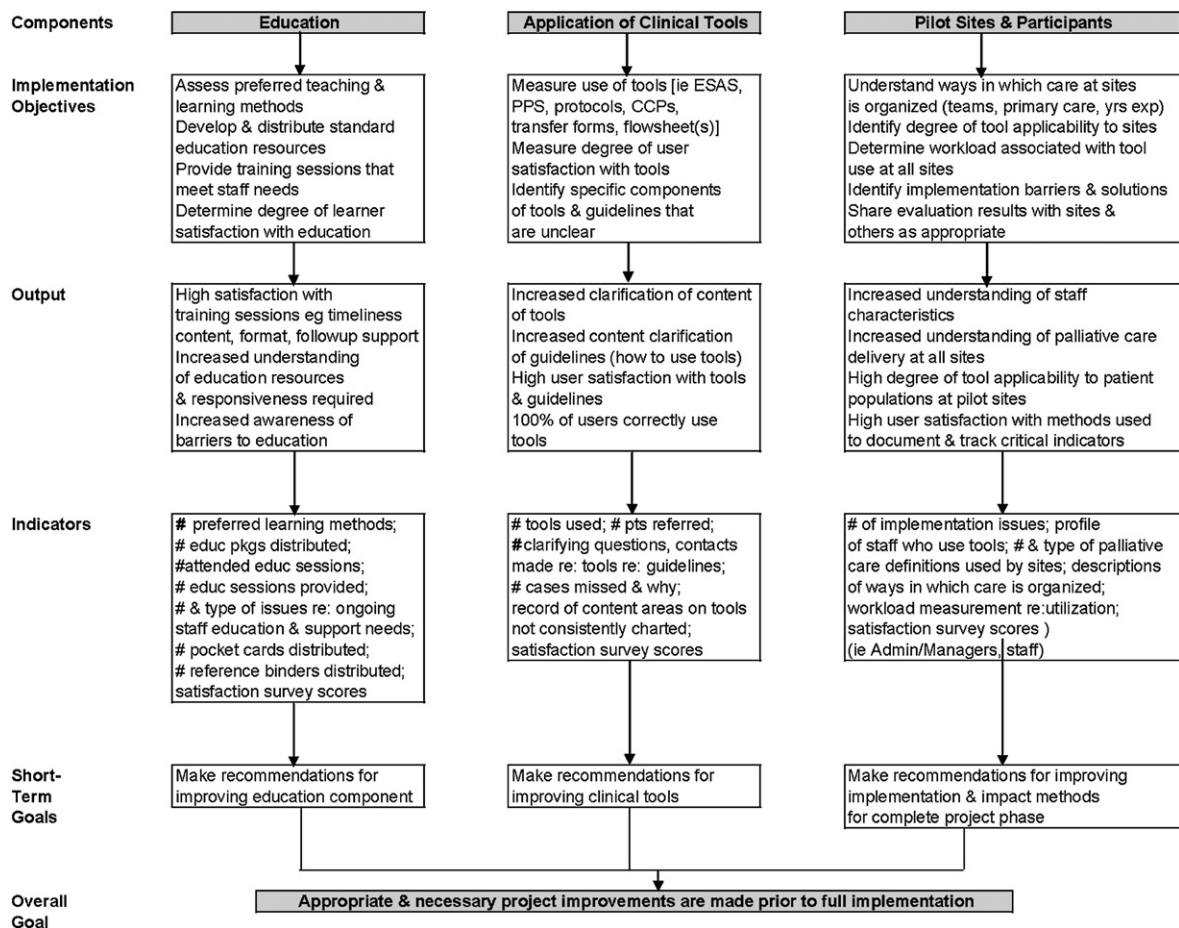 Components
Education
Application of Clinical Tools
Pilot Sites & Participants
Implementation
Objectives
Assess preferred teaching &
learning methods
Develop & distribute standard
education resources
Provide training sessions that
meet staff needs
Determine degree of learner
satisfaction with education
Measure use of tools [ie ESAS,
PPS, protocols, CCPs,
transfer forms, flowsheet(s)]
Measure degree of user
satisfaction with tools
Identify specific components
of tools & guidelines that
are unclear
Understand ways in which care at sites
is organized (teams, primary care, yrs exp)
Identify degree of tool applicability to sites
Determine workload associated with tool
use at all sites
Identify implementation barriers & solutions
Share evaluation results with sites &
others as appropriate
Output
High satisfaction with
training sessions eg timeliness
content, format, followup support
Increased understanding
of education resources
& responsiveness required
Increased awareness of
barriers to education
Increased clarification of content
of tools
Increased content clarification
of guidelines (how to use tools)
High user satisfaction with tools
& guidelines
100% of users correctly use
tools
Increased understanding of staff
characteristics
Increased understanding of palliative care
delivery at all sites
High degree of tool applicability to patient
populations at pilot sites
High user satisfaction with methods used
to document & track critical indicators
Indicators
# preferred learning methods;
# educ pkgs distributed;
#attended educ sessions;
# educ sessions provided;
# & type of issues re: ongoing
staff education & support needs;
# pocket cards distributed;
# reference binders distributed;
satisfaction survey scores
# tools used; # pts referred;
#clarifying questions, contacts
made re: tools re: guidelines;
# cases missed & why;
record of content areas on tools
not consistently charted;
satisfaction survey scores
# of implementation issues; profile
of staff who use tools; # & type of palliative
care definitions used by sites; descriptions
of ways in which care is organized;
workload measurement re:utilization;
satisfaction survey scores )
(ie Admin/Managers, staff)
Short-
Term
Goals
Make recommendations for
improving education component
Make recommendations for
improving clinical tools
Make recommendations for improving
implementation & impact methods
for complete project phase
Overall
Goal
Appropriate & necessary project improvements are made prior to full implementation